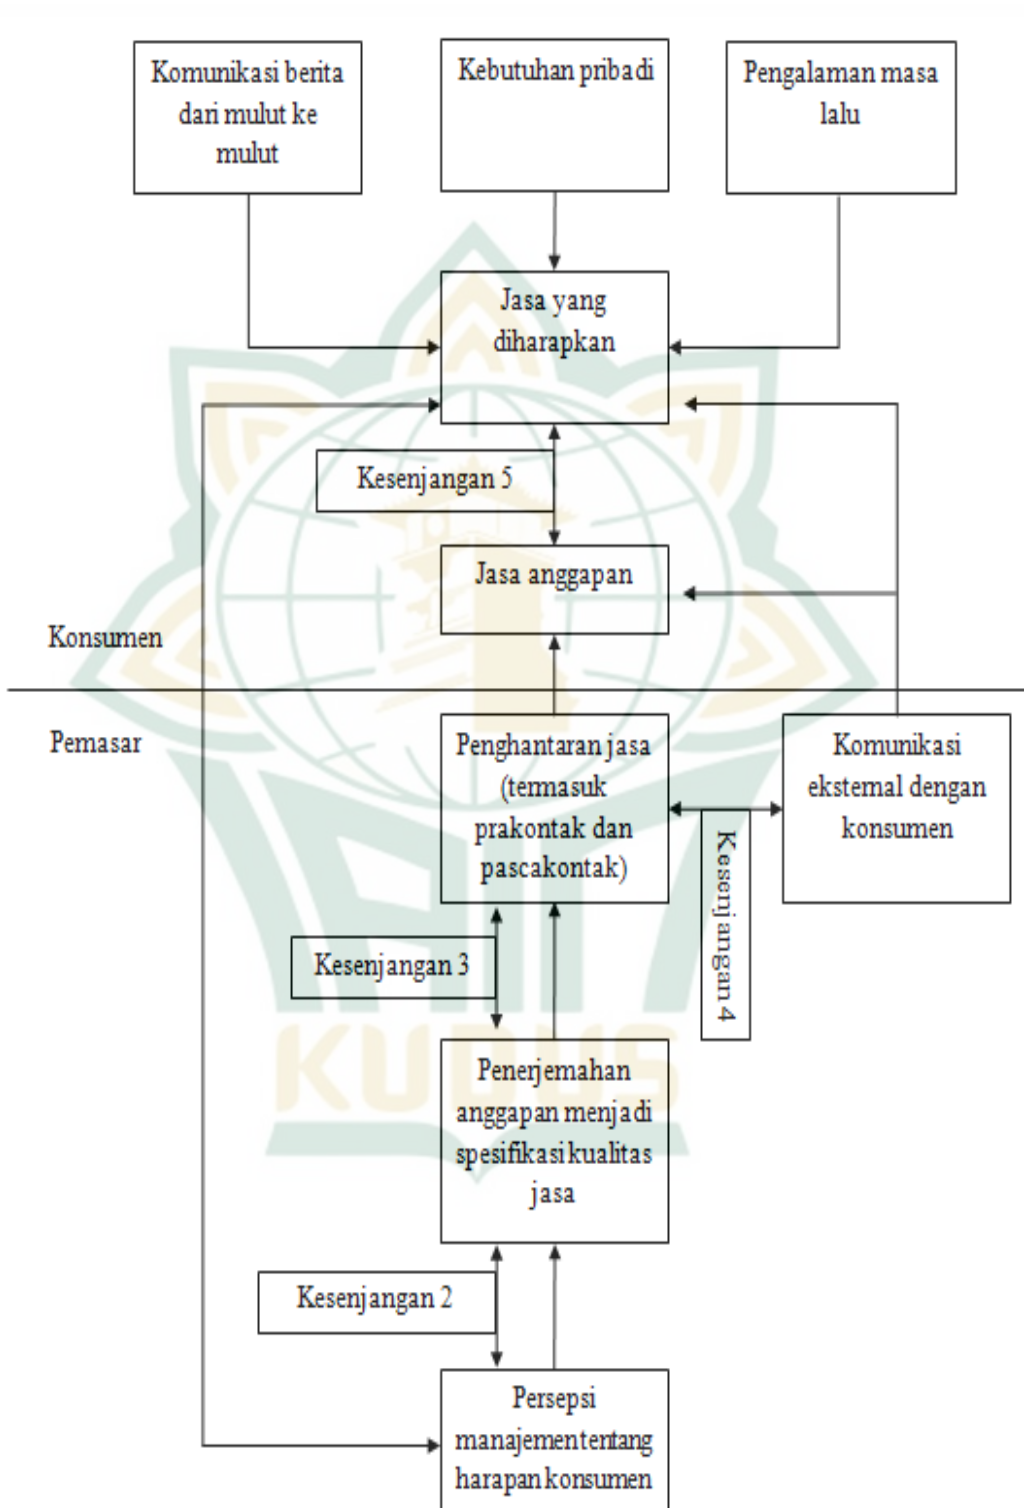 Komunikasi berita
dari mulut ke
mulut
Kebutuhan pribadi
Pengalaman masa
lalu
Jasa yang
diharapkan
Kesenjangan 5
Jasa anggapan
Konsumen
Pemasar
Penghantaran jasa
(termasuk
prakontak dan
pascakontak)
Komunikasi
eksternal dengan
konsumen
Kesenjangan 4
Kesenjangan 3
KUDUS
Penerjemahan
anggapan menjadi
spesifikasi kualitas
jasa
Kesenjangan 2
Persepsi
manajemen tentang
harapan konsumen